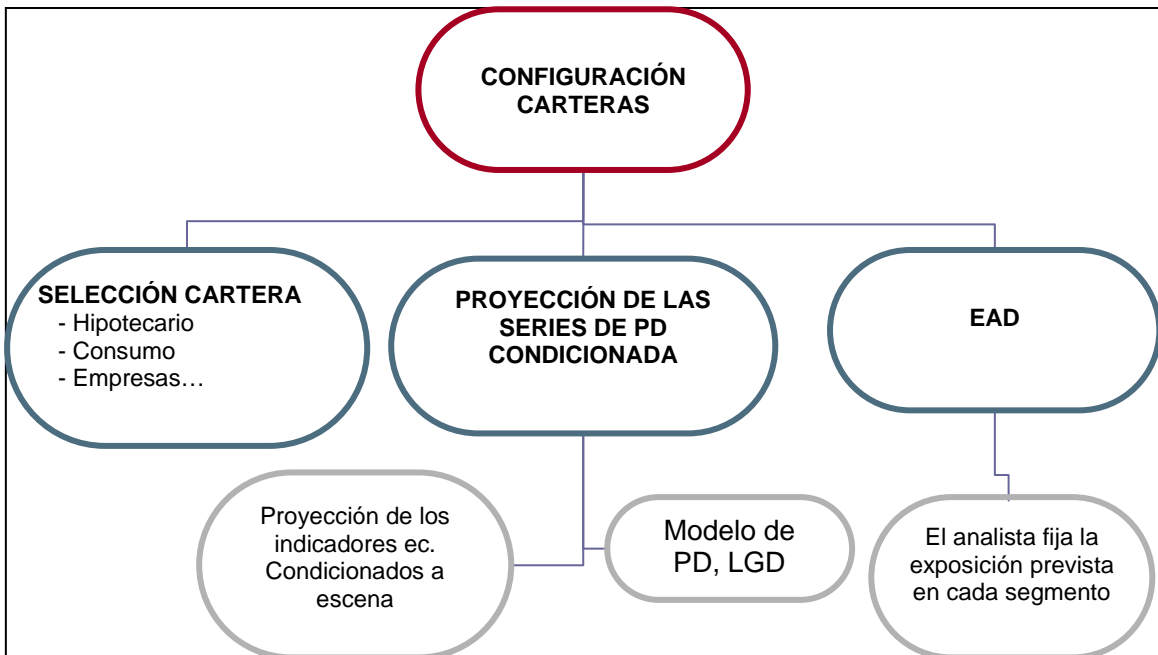 CONFIGURACIÓN
CARTERAS
SELECCIÓN CARTERA
- Hipotecario
- Consumo
- Empresas…
PROYECCIÓN DE LAS
SERIES DE PD
CONDICIONADA
EAD
Proyección de los
indicadores ec.
Condicionados a
escena
Modelo de
PD, LGD
El analista fija la
exposición prevista
en cada segmento